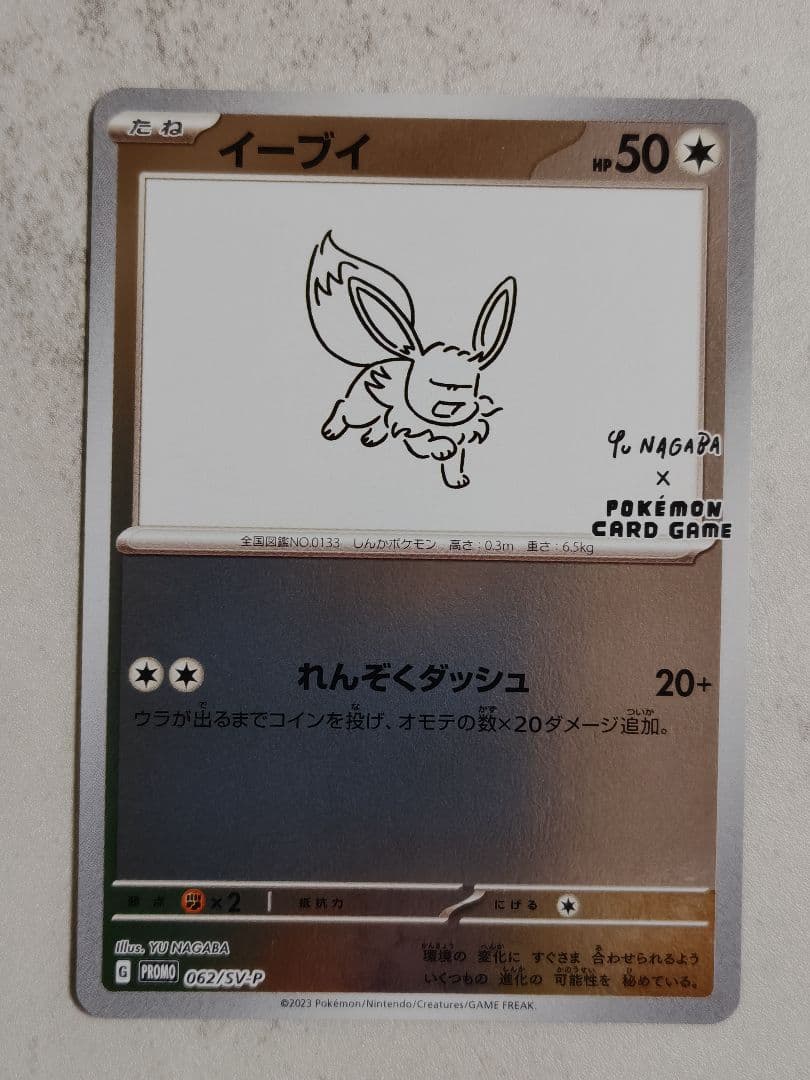 たね イーブイ HP50
YU NAGABA
×
POKÉMON
CARD GAME
全国図鑑NO.0133 しんかポケモン 高さ:0.3m 重さ:6.5kg
れんぞくダッシュ 20+
ウラが出るまでコインを投げ、オモテの数×20ダメージ追加。
弱点 ×2 抵抗力 にげる
Illus. YU NAGABA
環境の 変化に すぐさま 合わせられるよう
いくつもの 進化の 可能性を 秘めている。
G PROMO 062/SV-P
©2023 Pokémon/Nintendo/Creatures/GAME FREAK.